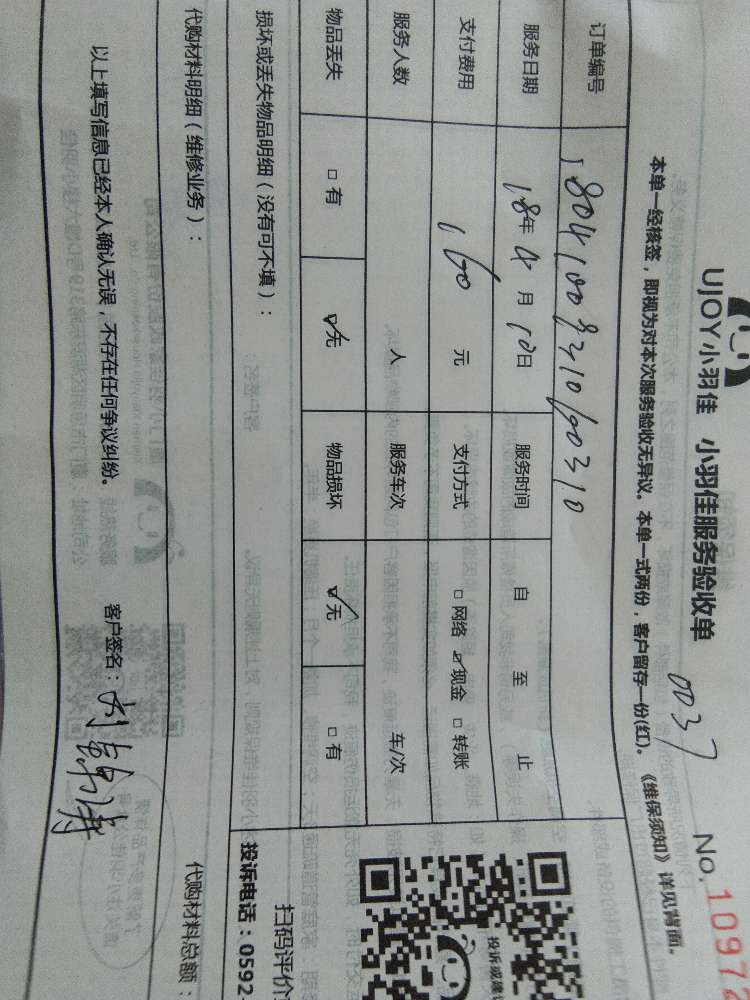 UJOY小羽佳 小羽佳服务验收单
0037
No. 10972
本单一经核签，即视为对本次服务验收无异议。本单一式两份，客户留存一份(红)。《维保须知》详见背面。
订单编号
服务日期 18年4月10日 服务时间 自 至 止
支付费用 160 元 支付方式 □网络 ☑现金 □转账
服务人数 人 服务车次 车/次
物品丢失 □有 ☑无 物品损坏 ☑无 □有
损坏或丢失物品明细（没有可不填）：
代购材料明细（维修业务）：
代购材料总额：
以上填写信息已经本人确认无误，不存在任何争议纠纷。 客户签名：
投诉或建议
扫码评价
投诉电话：0592-